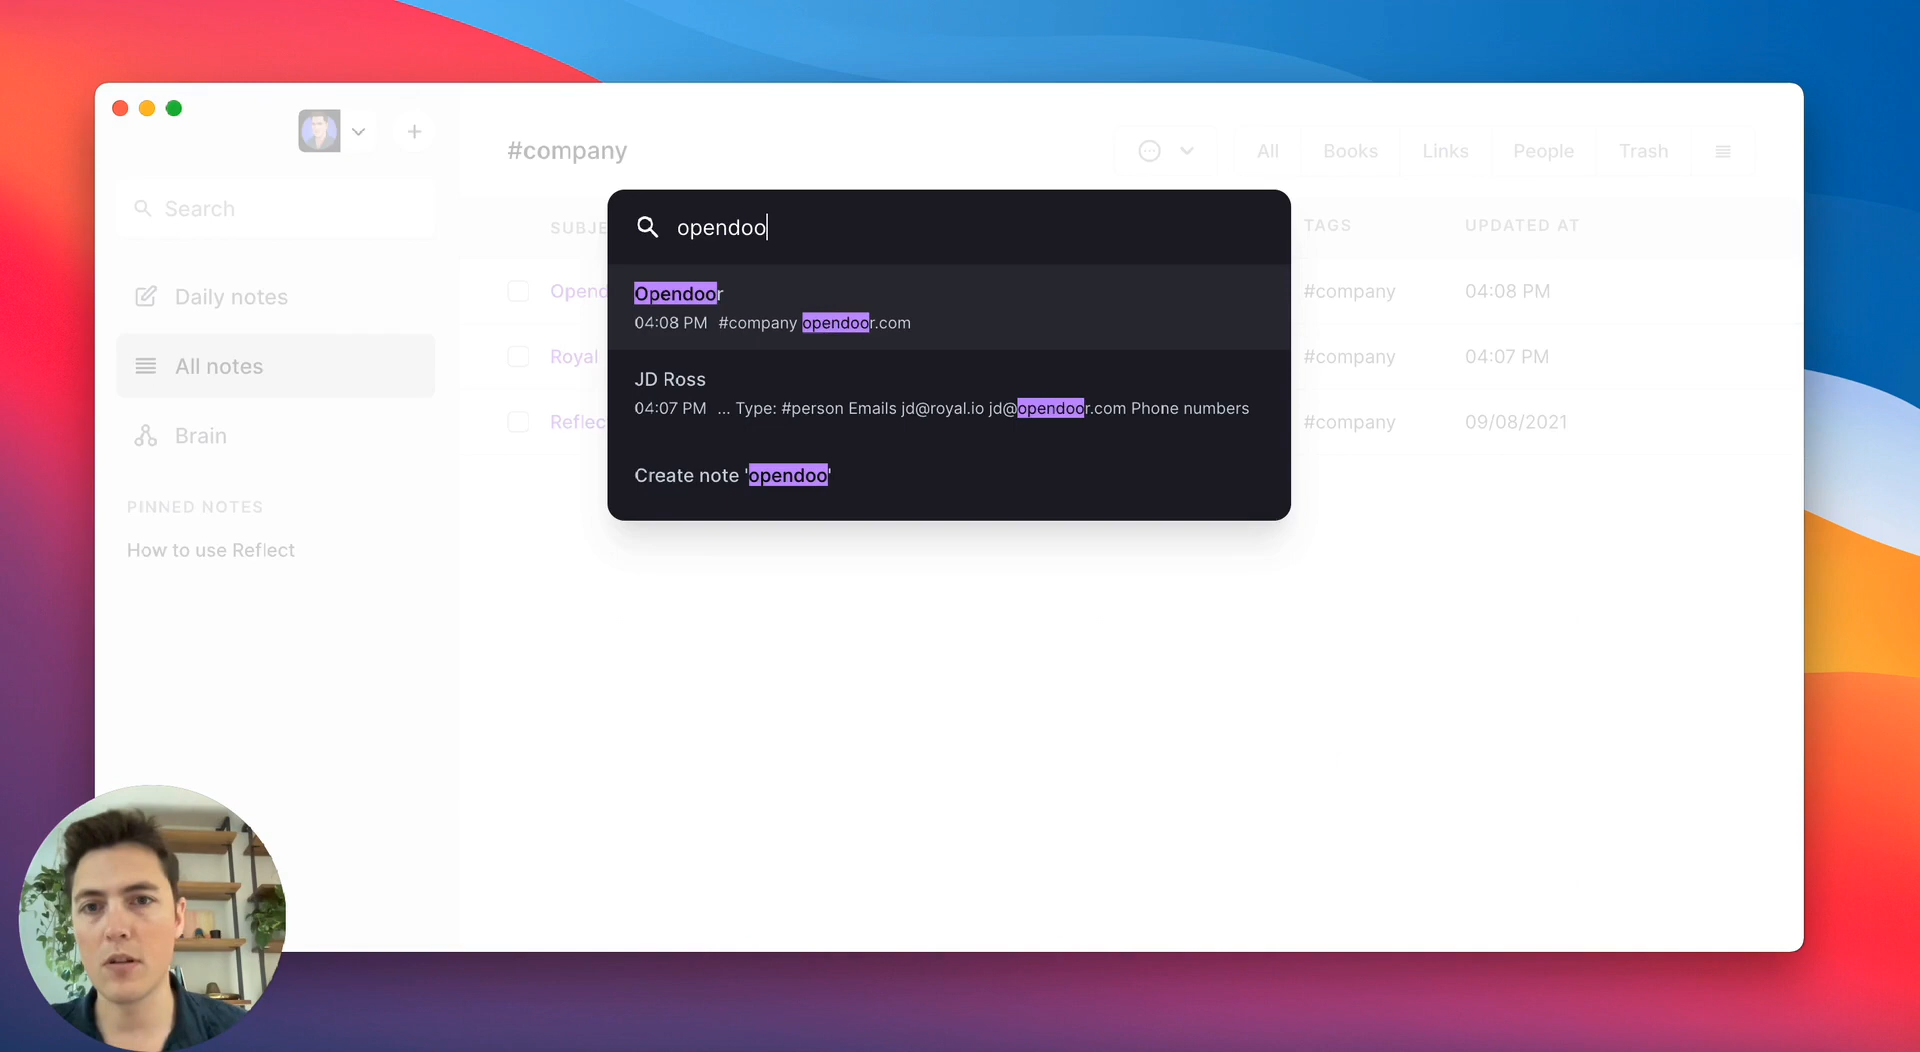 #company
All
Books
Links
People
Trash
Search
Daily notes
All notes
Brain
PINNED NOTES
How to use Reflect
SUBJE
TAGS
UPDATED AT
Opend
#company
04:08 PM
Royal
#company
04:07 PM
Reflec
#company
09/08/2021
opendoo
Opendoor
04:08 PM #company opendoor.com
JD Ross
04:07 PM ... Type: #person Emails jd@royal.io jd@opendoor.com Phone numbers
Create note 'opendoo'